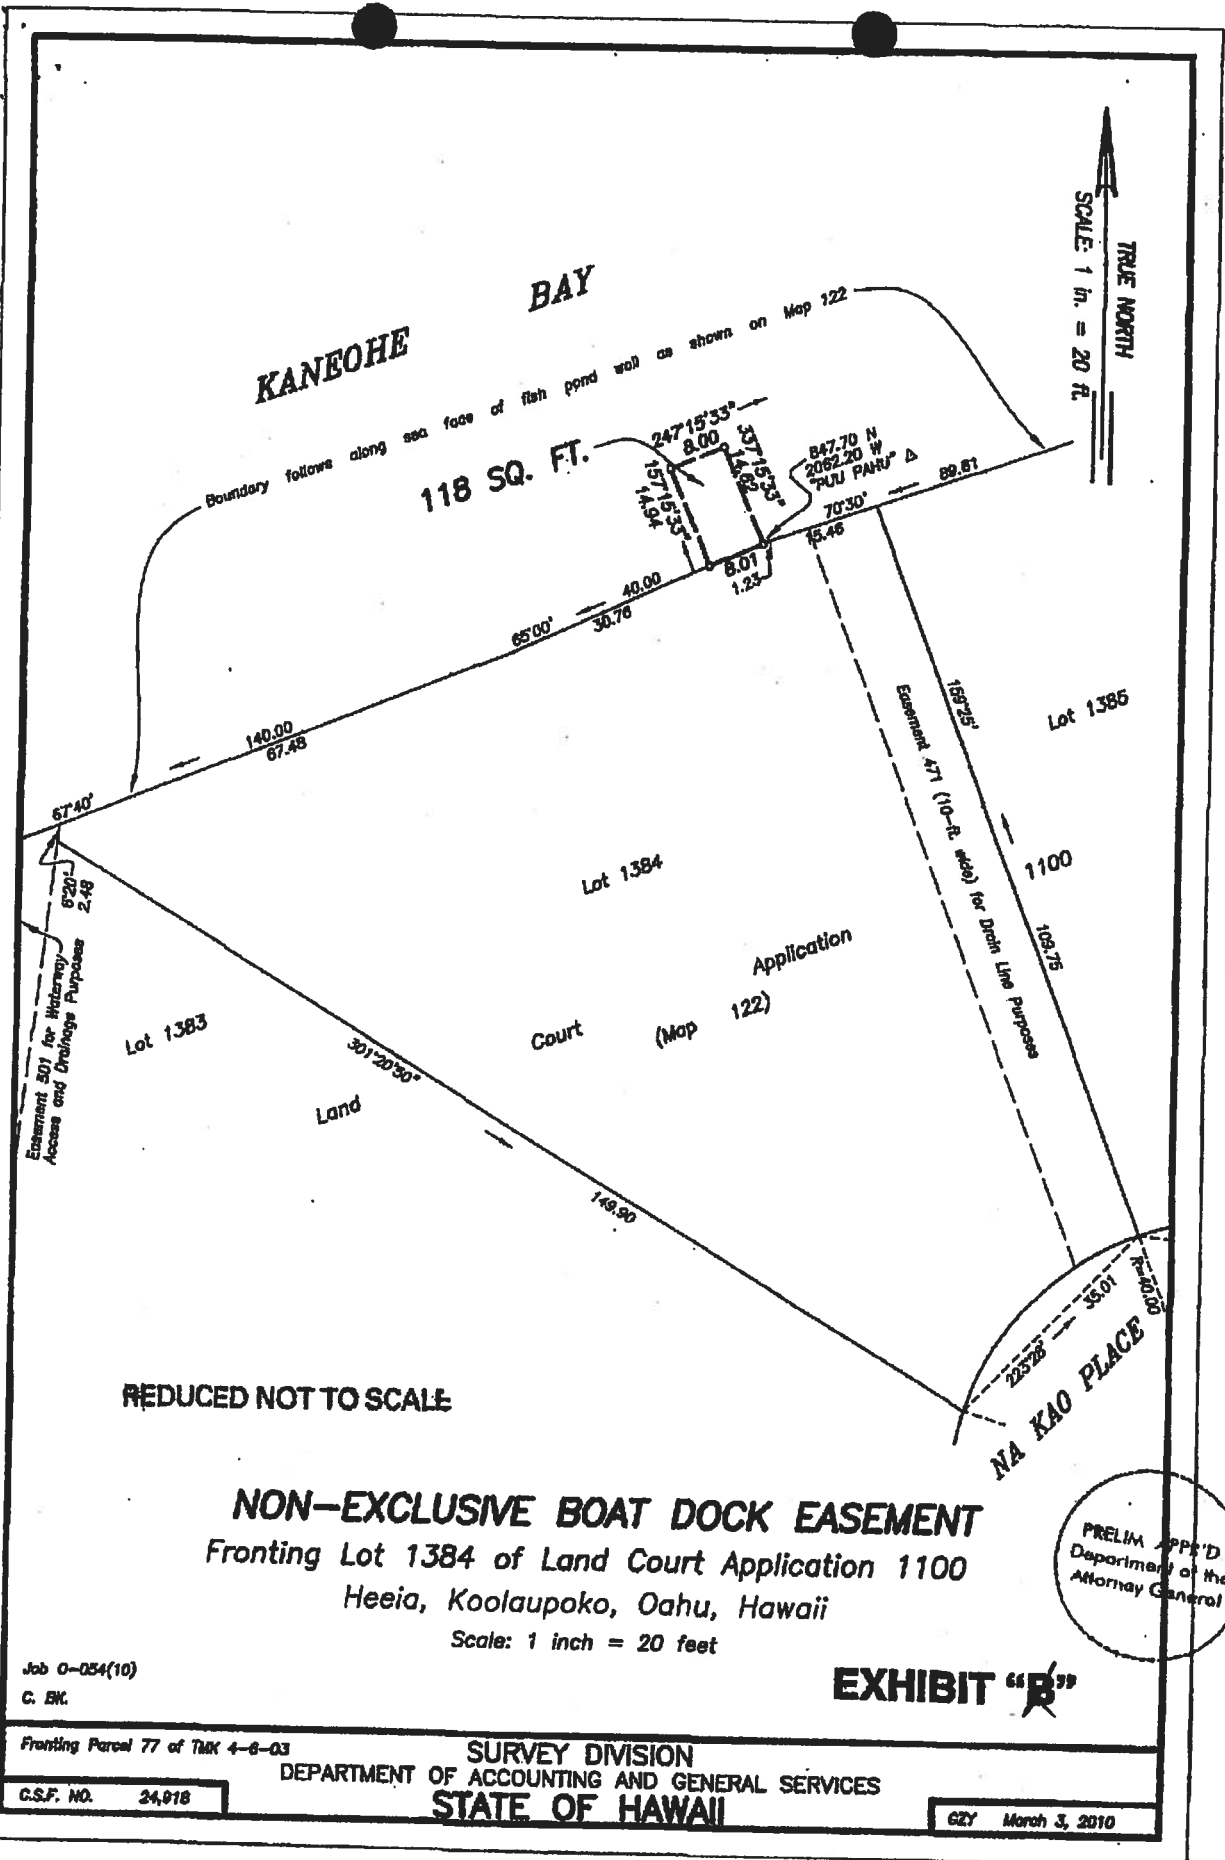 TRUE NORTH
SCALE: 1 in. = 20 ft.
KANEOHE BAY
Boundary follows along sea face of fish pond wall as shown on Map 122
118 SQ. FT.
247°15'33"
8.00
337°15'33"
14.62
157°15'33"
14.94
847.70 N
2062.20 W
"PUU PAHU" Δ
89.61
70°30'
15.46
8.01
1.23
40.00
30.76
65°00'
140.00
67.48
67°40'
6°20'
2.48
Easement 301 for Waterway
Access and Drainage Purposes
Easement 471 (10-ft. wide) for Drain Line Purposes
159°25'
109.75
Lot 1385
Lot 1384
Lot 1383
Land Court Application 1100
(Map 122)
301°20'30"
149.90
223°28'
35.01
R=40.00
NA KAO PLACE
REDUCED NOT TO SCALE
NON-EXCLUSIVE BOAT DOCK EASEMENT
Fronting Lot 1384 of Land Court Application 1100
Heeia, Koolaupoko, Oahu, Hawaii
Scale: 1 inch = 20 feet
PRELIM. APPR'D
Department of the
Attorney General
EXHIBIT "B"
Job O-054(10)
C. BK.
Fronting Parcel 77 of TMK 4-6-03
SURVEY DIVISION
DEPARTMENT OF ACCOUNTING AND GENERAL SERVICES
STATE OF HAWAII
C.S.F. NO. 24,918
GZY March 3, 2010